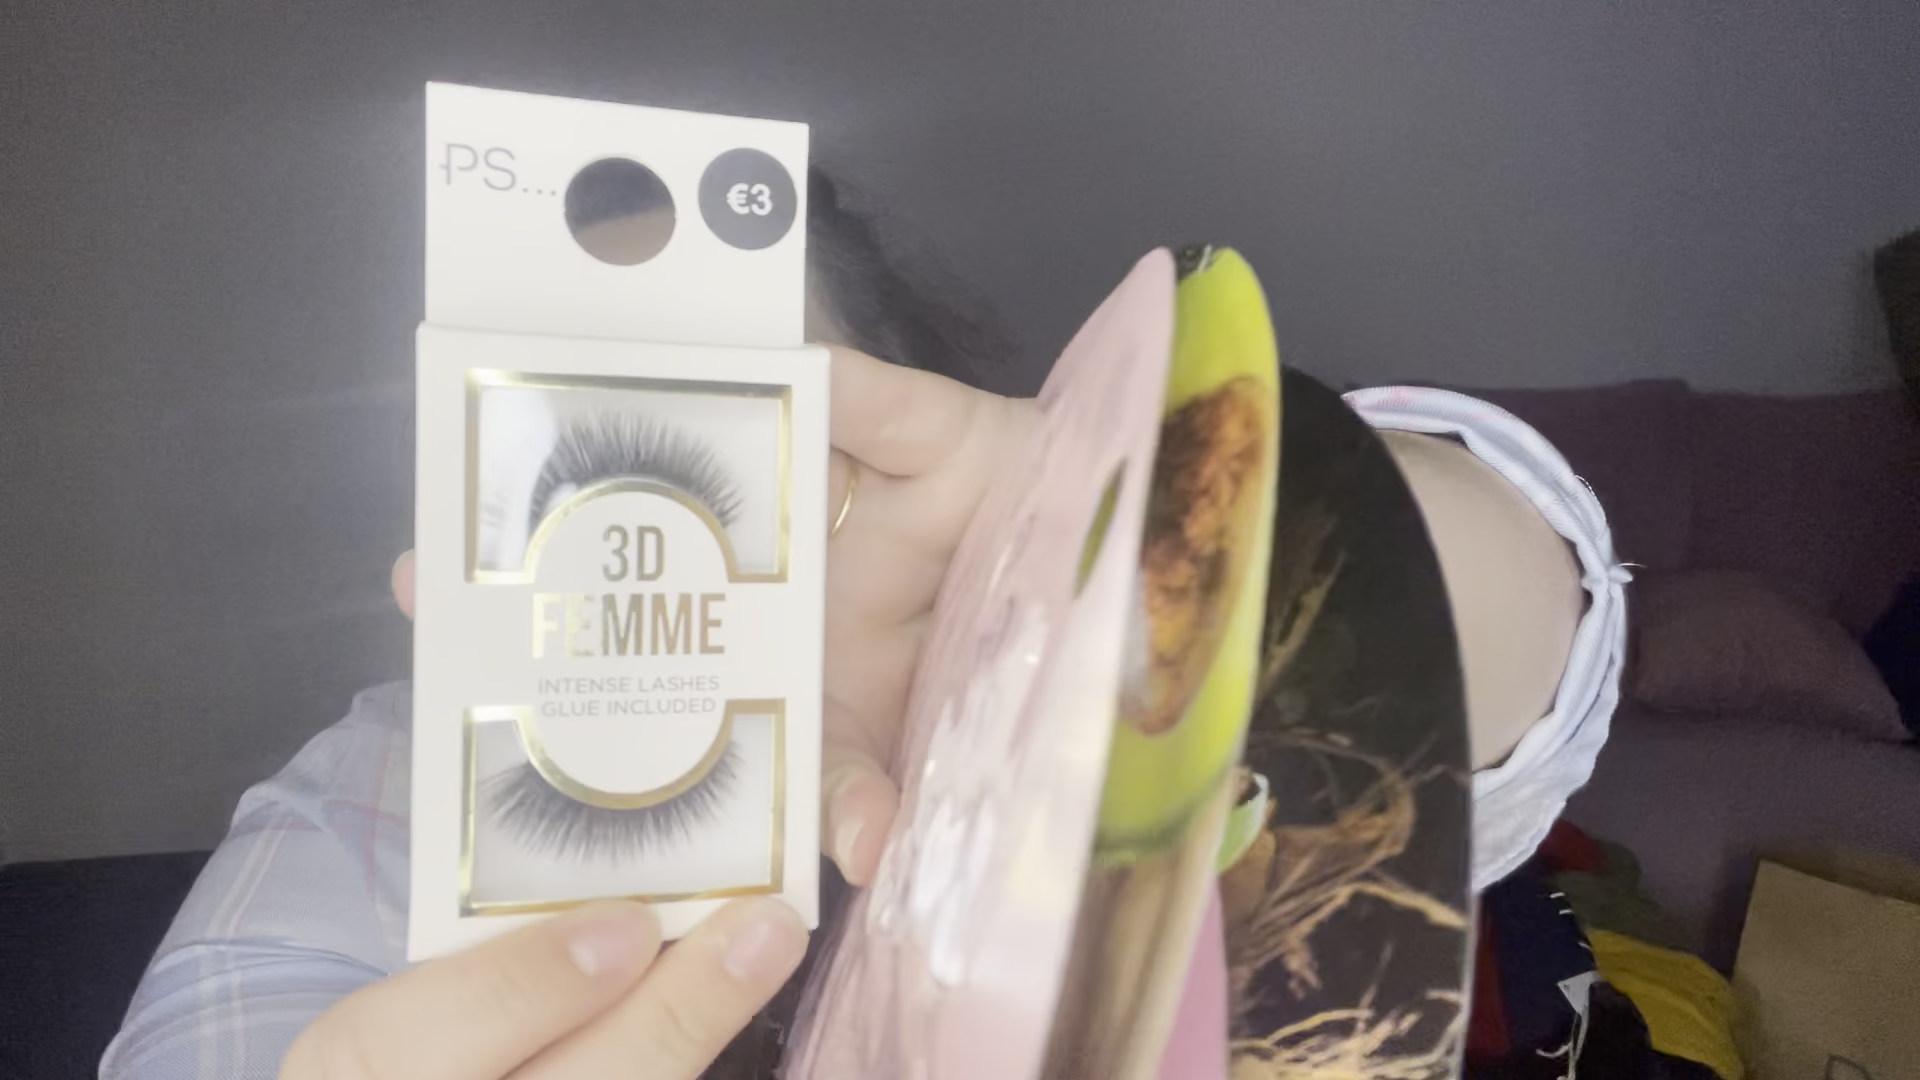 PS...
€3
3D
FEMME
INTENSE LASHES
GLUE INCLUDED